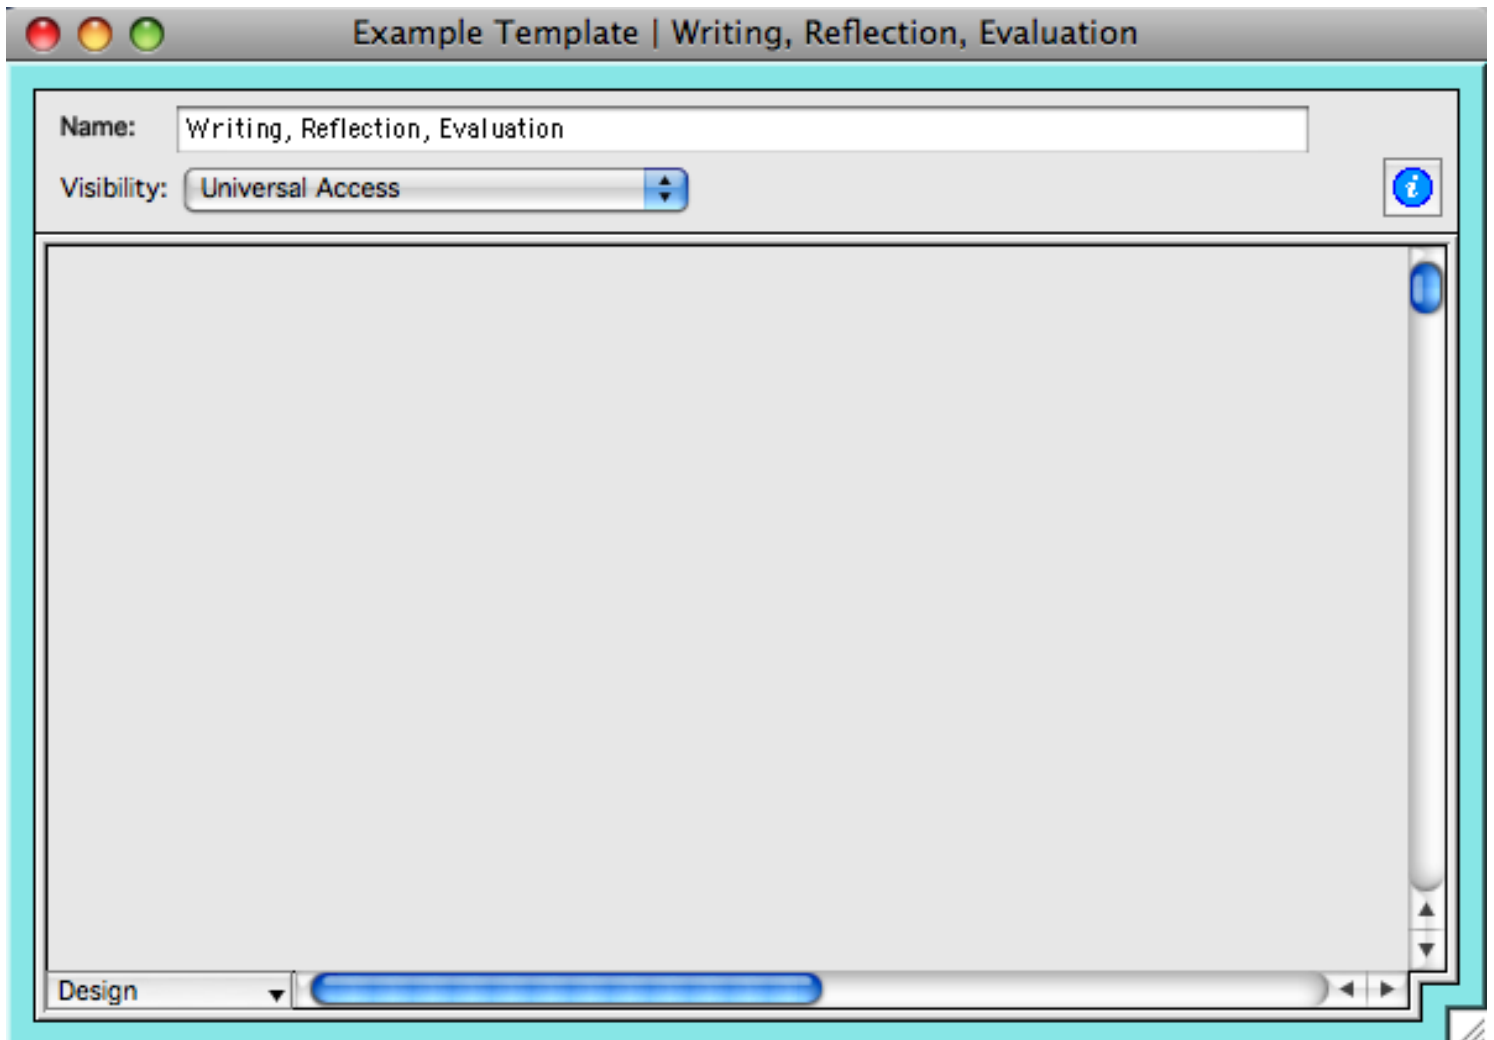 Example Template | Writing, Reflection, Evaluation
Name: Writing, Reflection, Evaluation
Visibility: Universal Access
i
Design